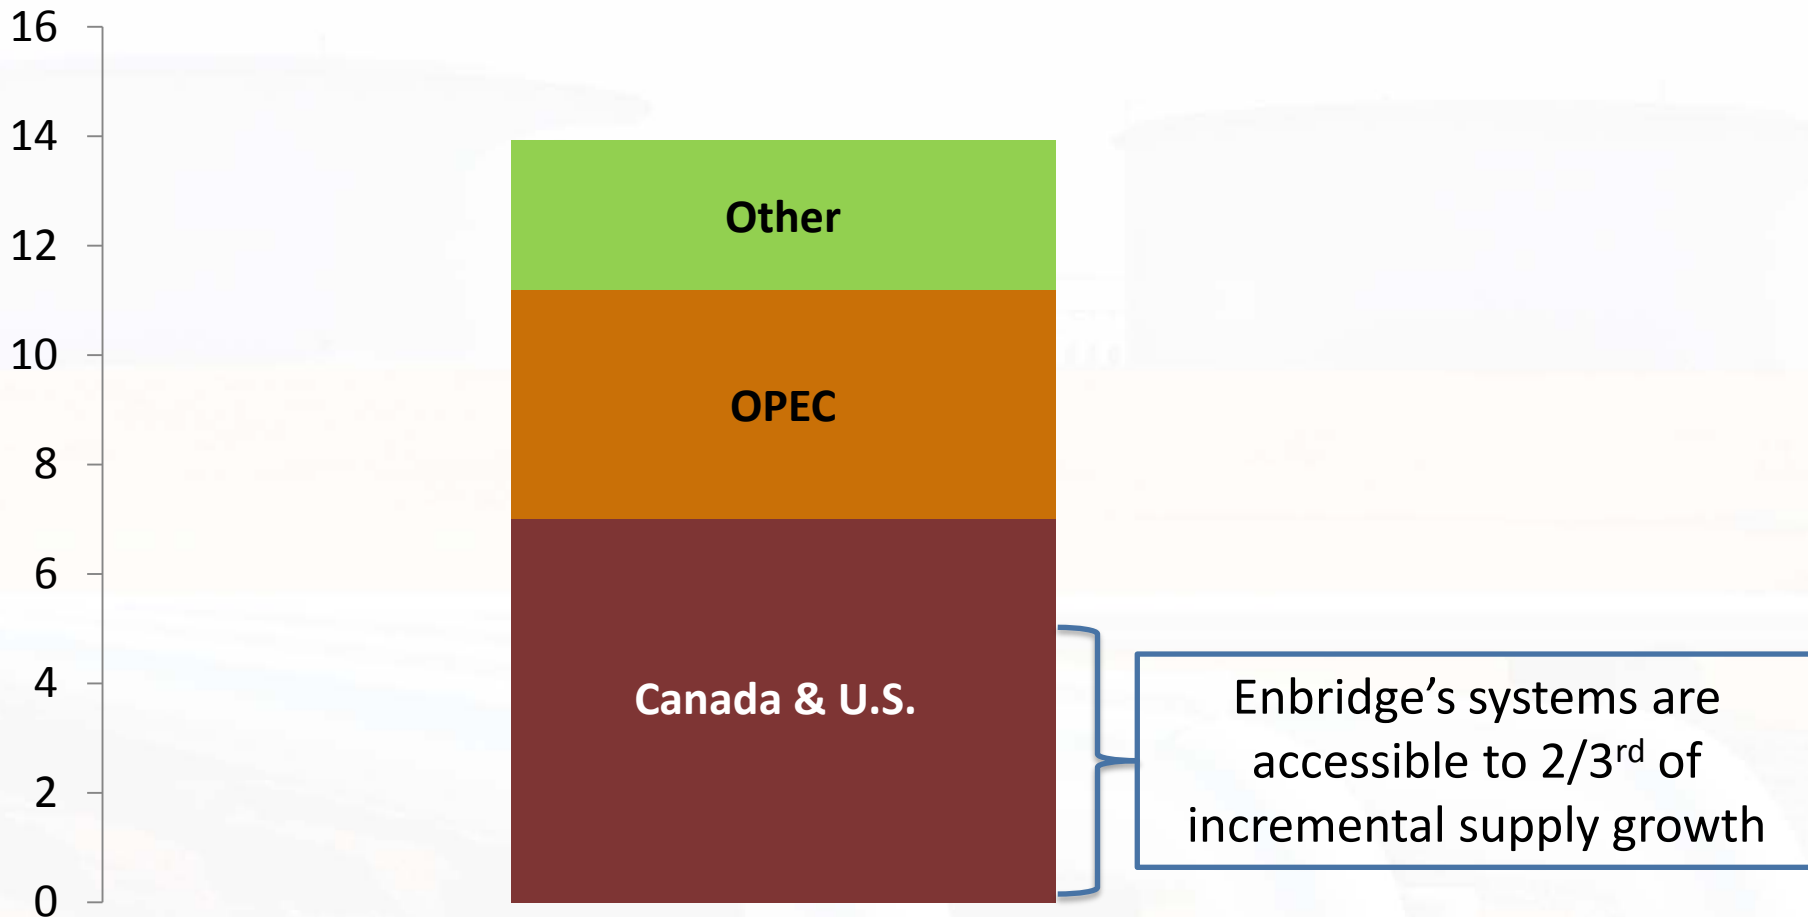 16
14
12
10
8
6
4
2
0
Other
OPEC
Canada & U.S.
Enbridge’s systems are
accessible to 2/3rd of
incremental supply growth